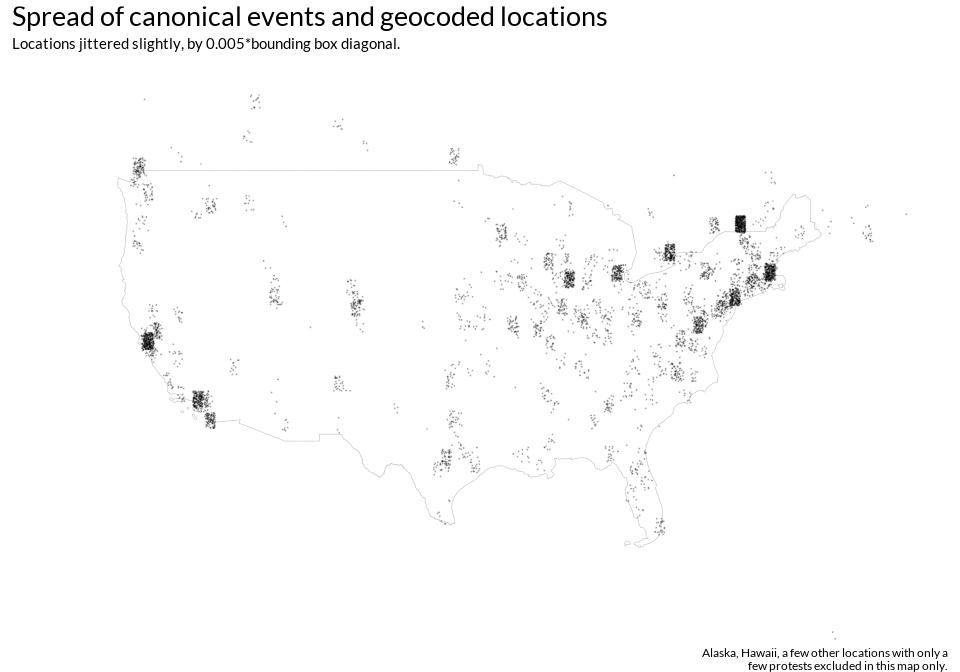 Spread of canonical events and geocoded locations
Locations jittered slightly, by 0.005*bounding box diagonal.
Alaska, Hawaii, a few other locations with only a
few protests excluded in this map only.